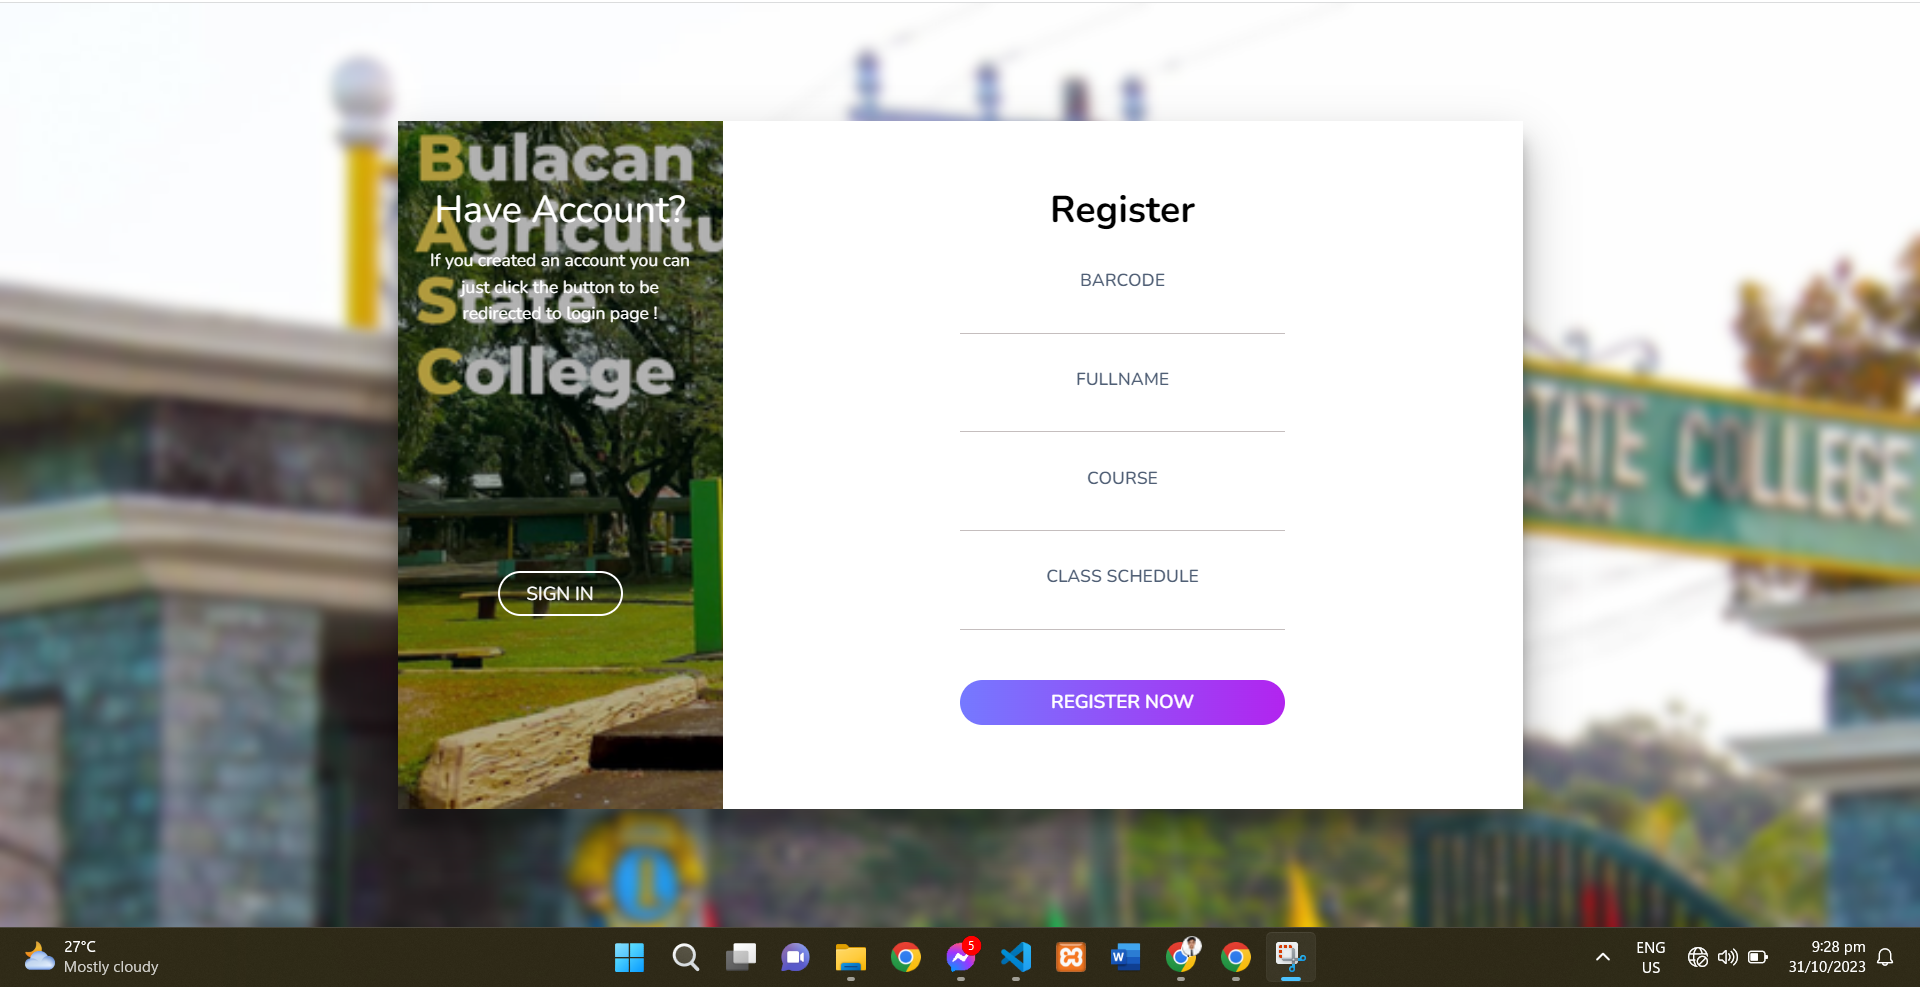 Bulacan
Agricultu
State
College
Have Account?
If you created an account you can
just click the button to be
redirected to login page !
SIGN IN
Register
BARCODE
FULLNAME
COURSE
CLASS SCHEDULE
REGISTER NOW
TATE COLLEGE
ACAN
27°C
Mostly cloudy
5
W
ENG
US
9:28 pm
31/10/2023